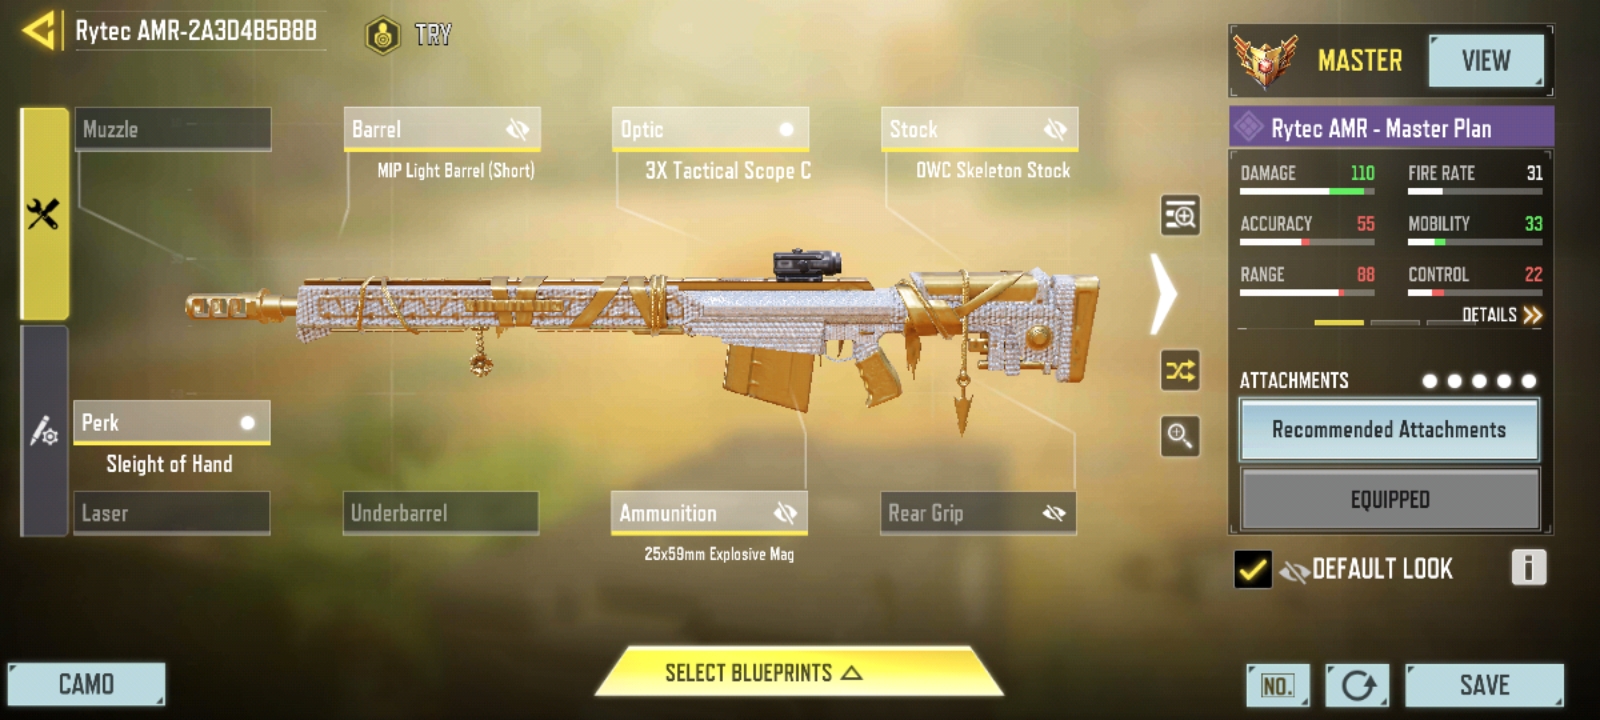 Rytec AMR-2A3D4B5B8B
TRY
MASTER
VIEW
Muzzle
Barrel
MIP Light Barrel (Short)
Optic
3X Tactical Scope C
Stock
OWC Skeleton Stock
Rytec AMR - Master Plan
DAMAGE 110
FIRE RATE 31
ACCURACY 55
MOBILITY 33
RANGE 88
CONTROL 22
DETAILS
ATTACHMENTS
Recommended Attachments
EQUIPPED
DEFAULT LOOK
i
Perk
Sleight of Hand
Laser
Underbarrel
Ammunition
25x59mm Explosive Mag
Rear Grip
CAMO
SELECT BLUEPRINTS
NO.
SAVE